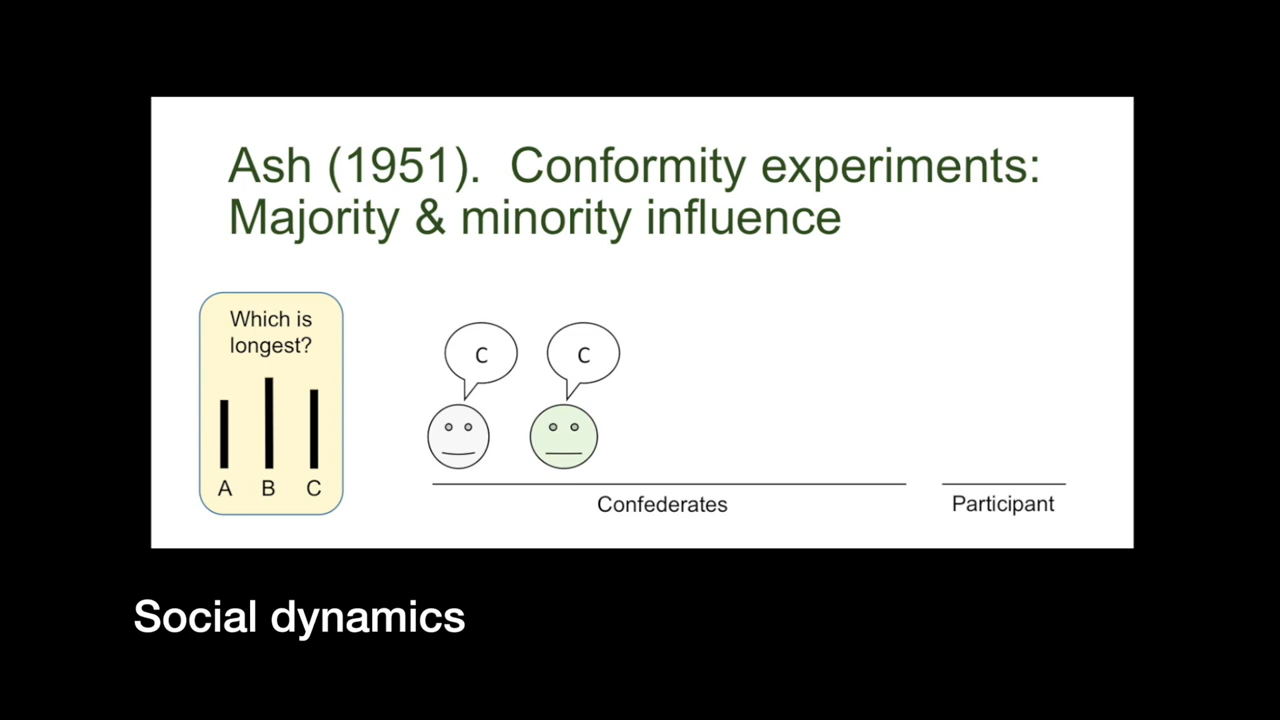 Ash (1951).  Conformity experiments:
Majority & minority influence
Which is
longest?
A B C
C C
Confederates
Participant
Social dynamics